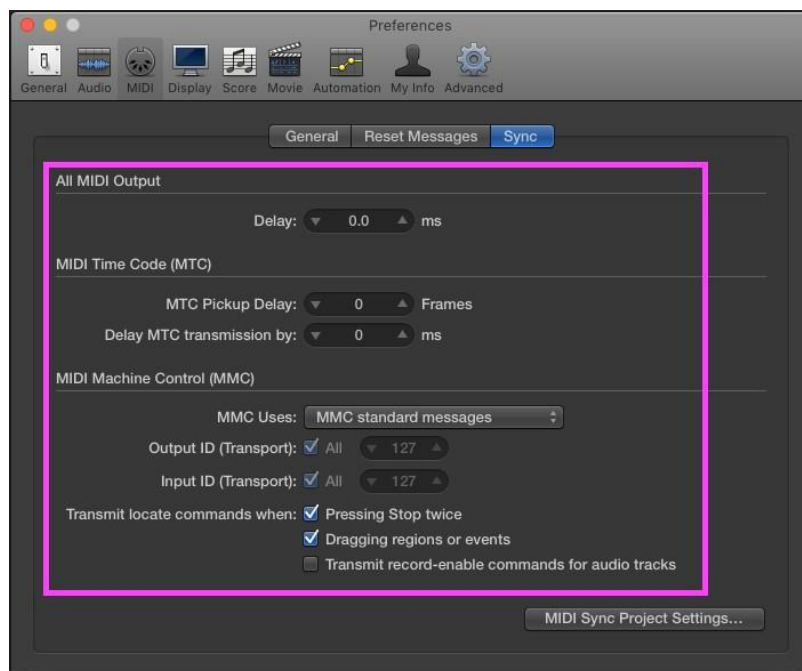 Preferences
General Audio MIDI Display Score Movie Automation My Info Advanced
General Reset Messages Sync
All MIDI Output
Delay: 0.0 ms
MIDI Time Code (MTC)
MTC Pickup Delay: 0 Frames
Delay MTC transmission by: 0 ms
MIDI Machine Control (MMC)
MMC Uses: MMC standard messages
Output ID (Transport): All 127
Input ID (Transport): All 127
Transmit locate commands when: Pressing Stop twice
Dragging regions or events
Transmit record-enable commands for audio tracks
MIDI Sync Project Settings...